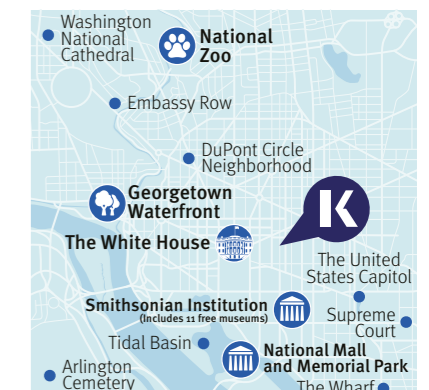 Washington
National
Cathedral
National
Zoo
Embassy Row
DuPont Circle
Neighborhood
Georgetown
Waterfront
K
The White House
The United
States Capitol
Smithsonian Institution
(Includes 11 free museums)
Supreme
Court
Tidal Basin
National Mall
and Memorial Park
Arlington
Cemetery
The Wharf